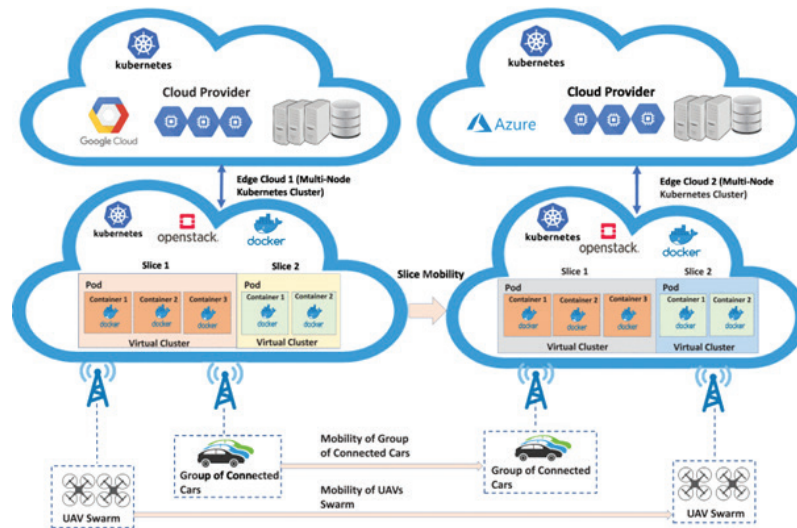 kubernetes
Cloud Provider
Google Cloud
kubernetes
Cloud Provider
Azure
Edge Cloud 1 (Multi-Node
Kubernetes Cluster)
Edge Cloud 2 (Multi-Node
Kubernetes Cluster)
kubernetes
openstack.
docker
Slice 1
Slice 2
Pod
Container 1
Container 2
Container 3
docker
docker
docker
Pod
Container 1
Container 2
docker
docker
Virtual Cluster
Virtual Cluster
Slice Mobility
kubernetes
openstack.
docker
Slice 1
Slice 2
Pod
Container 1
Container 2
Container 3
docker
docker
docker
Pod
Container 1
Container 2
docker
docker
Virtual Cluster
Virtual Cluster
Group of Connected
Cars
Mobility of Group
of Connected Cars
Group of Connected
Cars
UAV Swarm
Mobility of UAVs
Swarm
UAV Swarm